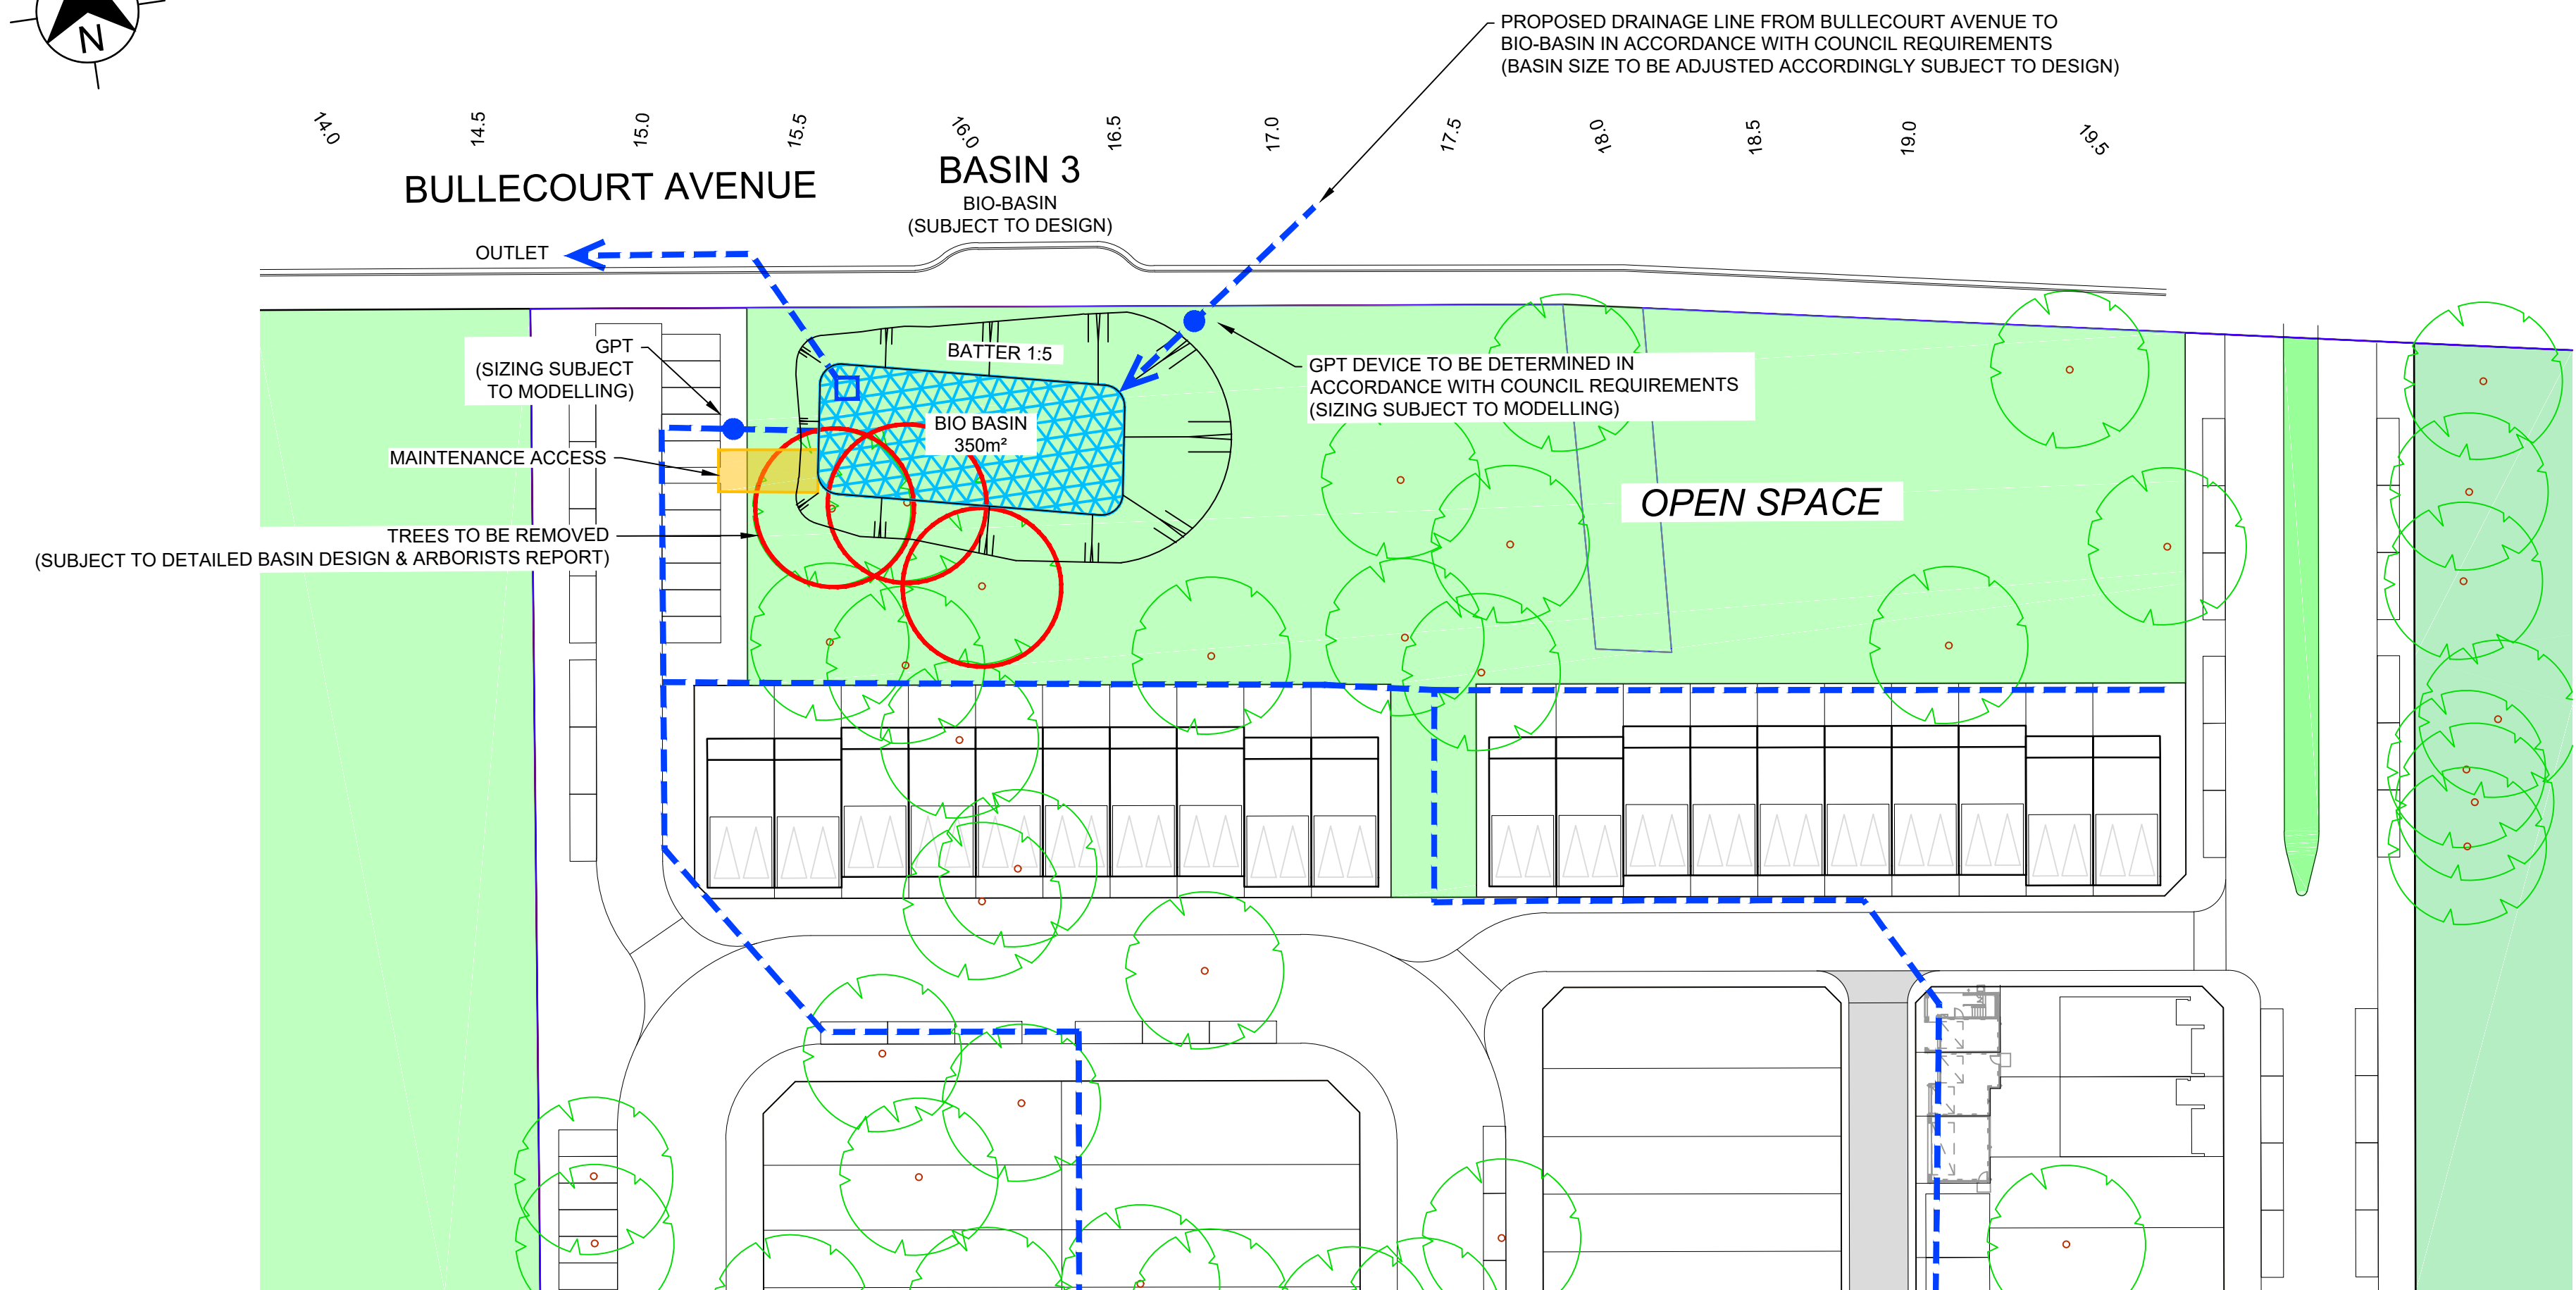 N
PROPOSED DRAINAGE LINE FROM BULLECOURT AVENUE TO
BIO-BASIN IN ACCORDANCE WITH COUNCIL REQUIREMENTS
(BASIN SIZE TO BE ADJUSTED ACCORDINGLY SUBJECT TO DESIGN)
14.0
14.5
15.0
15.5
16.0
16.5
17.0
17.5
18.0
18.5
19.0
19.5
BULLECOURT AVENUE
BASIN 3
BIO-BASIN
(SUBJECT TO DESIGN)
OUTLET
GPT
(SIZING SUBJECT
TO MODELLING)
BATTER 1:5
GPT DEVICE TO BE DETERMINED IN
ACCORDANCE WITH COUNCIL REQUIREMENTS
(SIZING SUBJECT TO MODELLING)
BIO BASIN
350m²
MAINTENANCE ACCESS
OPEN SPACE
TREES TO BE REMOVED
(SUBJECT TO DETAILED BASIN DESIGN & ARBORISTS REPORT)